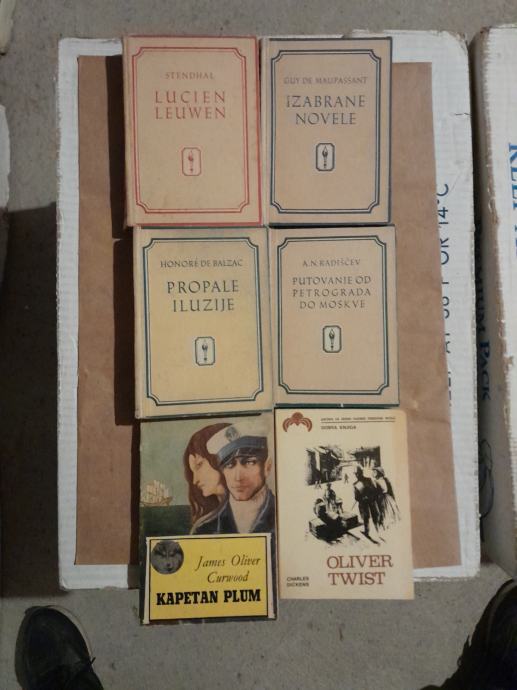 STENDHAL
LUCIEN
LEUWEN
GUY DE MAUPASSANT
IZABRANE
NOVELE
HONORÉ DE BALZAC
PROPALE
ILUZIJE
A. N. RADIŠČEV
PUTOVANJE OD
PETROGRADA
DO MOSKVE
James Oliver
Curwood
KAPETAN PLUM
DOBRA KNJIGA
OLIVER
TWIST
CHARLES
DICKENS